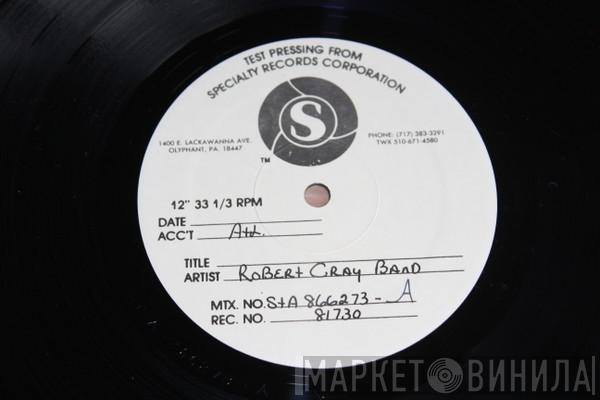 TEST PRESSING FROM
SPECIALTY RECORDS CORPORATION
S
1400 E. LACKAWANNA AVE.
OLYPHANT, PA. 18447
PHONE: (717) 383-3291
TWX 510-671-4580
TM
12" 33 1/3 RPM
DATE
ACC'T Atl.
TITLE
ARTIST ROBERT CRAY BAND
MTX. NO. StA 866273-A
REC. NO. 81730
МАРКЕТ ВИНИЛА